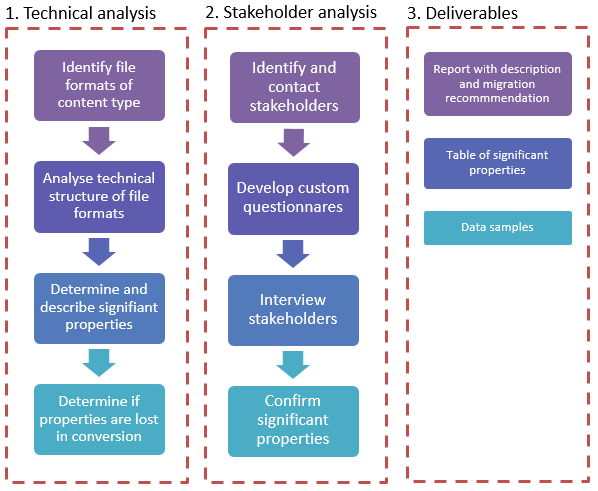 1. Technical analysis
Identify file
formats of
content type
Analyse technical
structure of file
formats
Determine and
describe signifiant
properties
Determine if
properties are lost
in conversion
2. Stakeholder analysis
Identify and
contact
stakeholders
Develop custom
questionnares
Interview
stakeholders
Confirm
significant
properties
3. Deliverables
Report with description
and migration
recommmendation
Table of significant
properties
Data samples